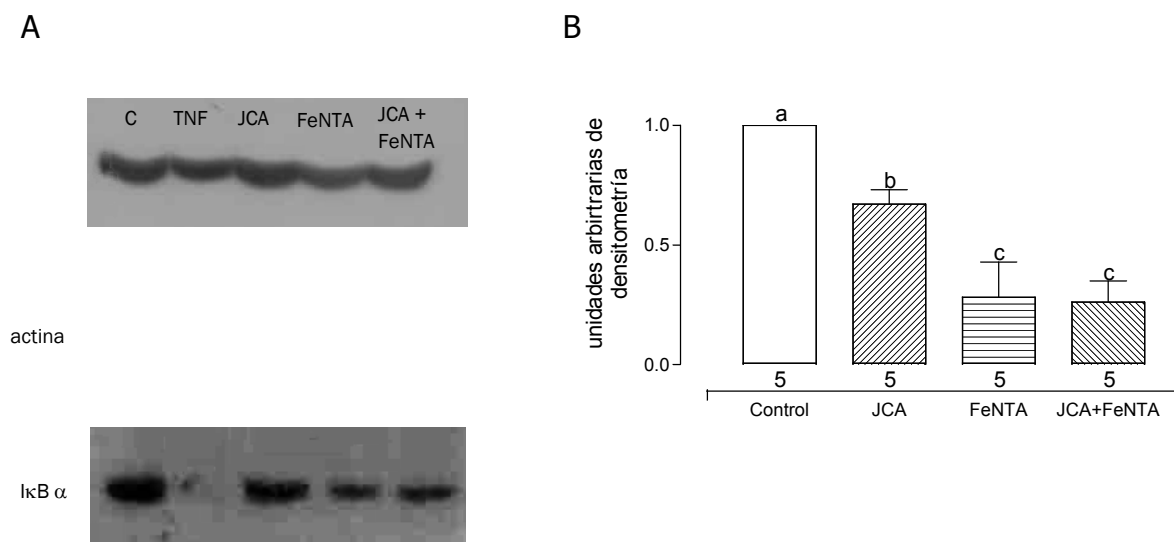 A
C TNF JCA FeNTA JCA +
FeNTA
actina
IκB α
B
unidades arbirtrarias de
densitometría
1.0
0.5
0.0
a
b
c
c
5 5 5 5
Control JCA FeNTA JCA+FeNTA